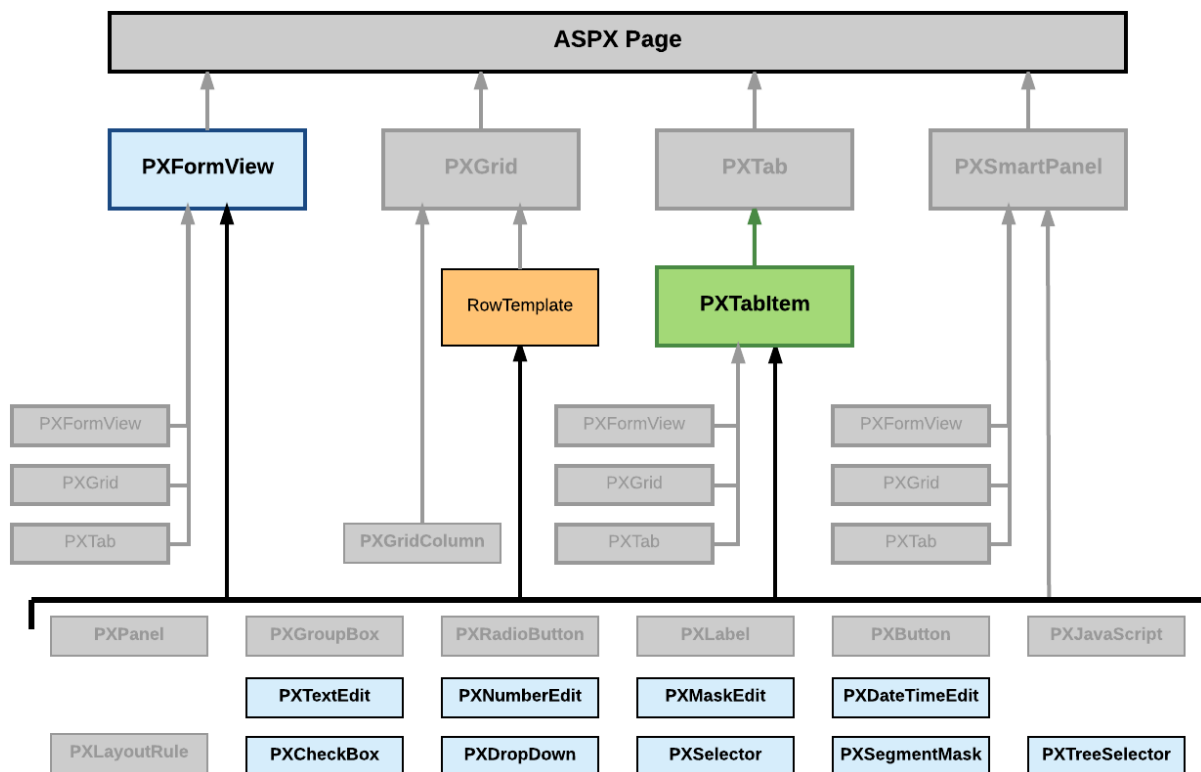 ASPX Page
PXFormView
PXGrid
PXTab
PXSmartPanel
RowTemplate
PXTabItem
PXFormView
PXFormView
PXFormView
PXGrid
PXGrid
PXGrid
PXTab
PXGridColumn
PXTab
PXTab
PXPanel
PXGroupBox
PXRadioButton
PXLabel
PXButton
PXJavaScript
PXTextEdit
PXNumberEdit
PXMaskEdit
PXDateTimeEdit
PXLayoutRule
PXCheckBox
PXDropDown
PXSelector
PXSegmentMask
PXTreeSelector